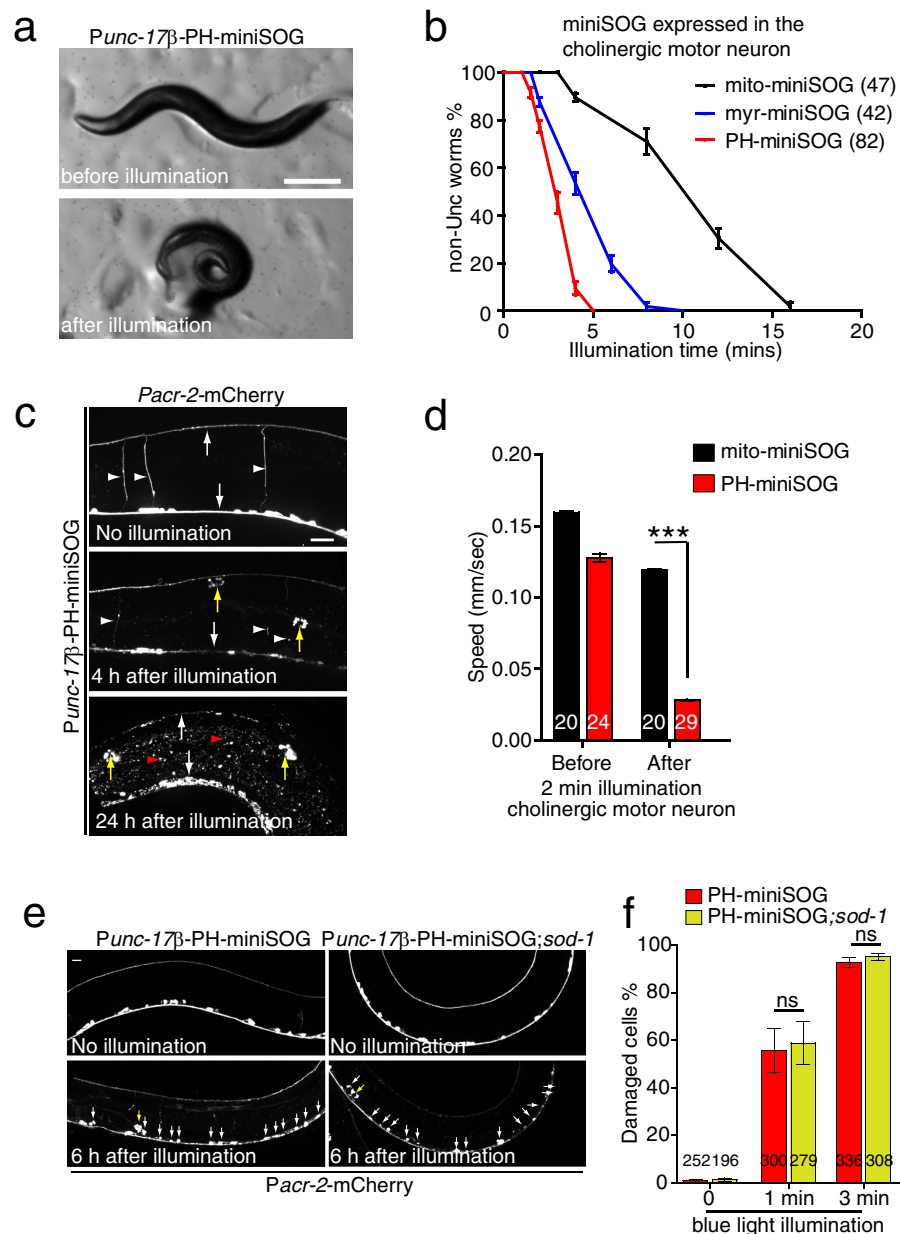 a
Punc-17β-PH-miniSOG
before illumination
after illumination
b
miniSOG expressed in the
cholinergic motor neuron
non-Unc worms %
100
80
60
40
20
0
0 5 10 15 20
Illumination time (mins)
mito-miniSOG (47)
myr-miniSOG (42)
PH-miniSOG (82)
c
Pacr-2-mCherry
Punc-17β-PH-miniSOG
No illumination
4 h after illumination
24 h after illumination
d
mito-miniSOG
PH-miniSOG
Speed (mm/sec)
0.20
0.15
0.10
0.05
0.00
***
20 24 20 29
Before After
2 min illumination
cholinergic motor neuron
e
Punc-17β-PH-miniSOG Punc-17β-PH-miniSOG;sod-1
No illumination No illumination
6 h after illumination 6 h after illumination
Pacr-2-mCherry
f
PH-miniSOG
PH-miniSOG;sod-1
Damaged cells %
100
80
60
40
20
0
ns
ns
252 196 300 279 336 308
0 1 min 3 min
blue light illumination